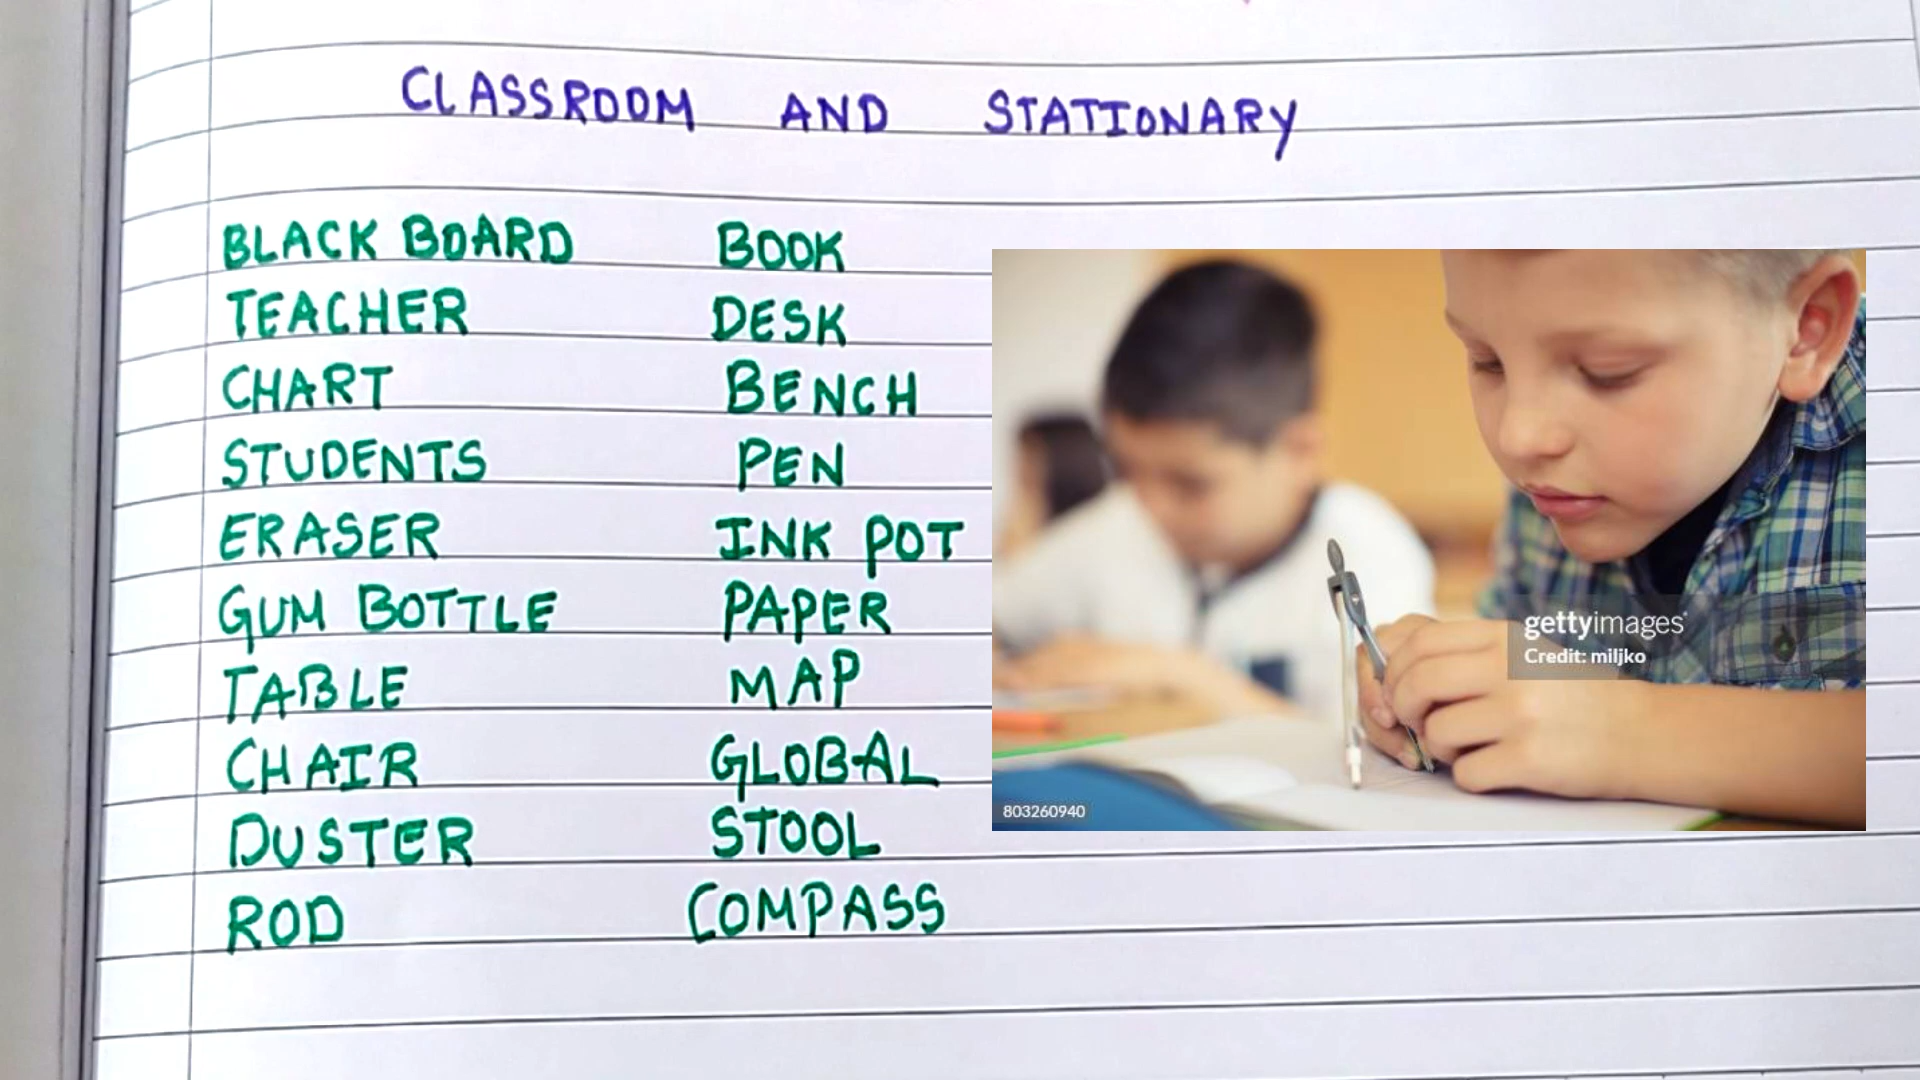 CLASSROOM AND STATIONARY
BLACK BOARD BOOK
TEACHER DESK
CHART BENCH
STUDENTS PEN
ERASER INK POT
GUM BOTTLE PAPER
TABLE MAP
CHAIR GLOBAL
DUSTER STOOL
ROD COMPASS
gettyimages
Credit: miljko
803260940